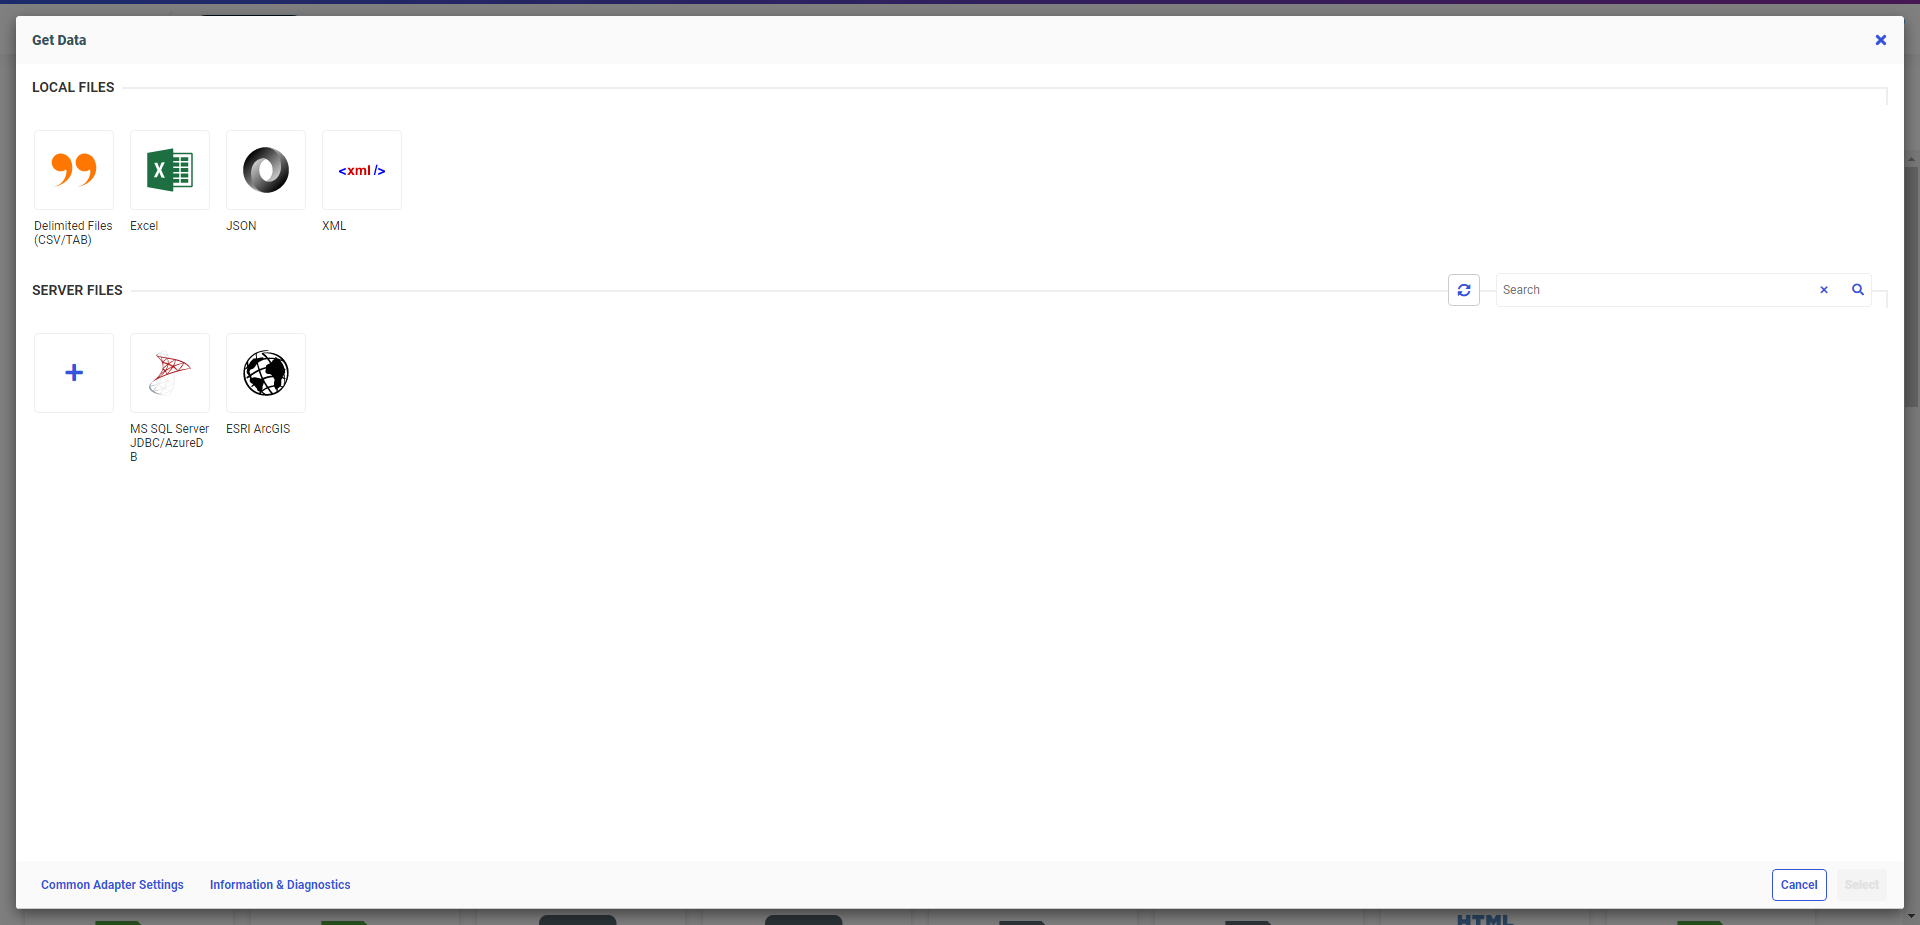 Get Data
LOCAL FILES
<xml />
Delimited Files
(CSV/TAB)
Excel
JSON
XML
SERVER FILES
Search
MS SQL Server
JDBC/AzureD
B
ESRI ArcGIS
Common Adapter Settings
Information & Diagnostics
Cancel
Select
HTML